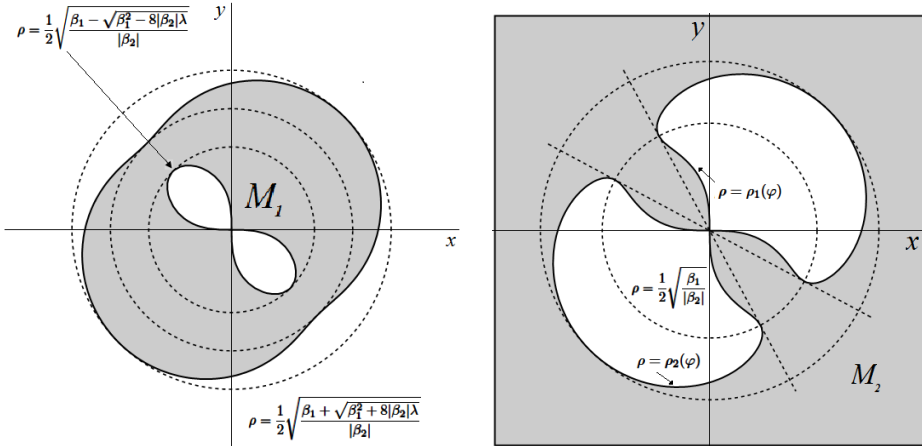 ρ = 1/2 √((β₁ − √(β₁² − 8|β₂|λ))/|β₂|)
y
M₁
x
ρ = 1/2 √((β₁ + √(β₁² + 8|β₂|λ))/|β₂|)
y
ρ = ρ₁(φ)
x
ρ = 1/2 √(β₁/|β₂|)
ρ = ρ₂(φ)
M₂